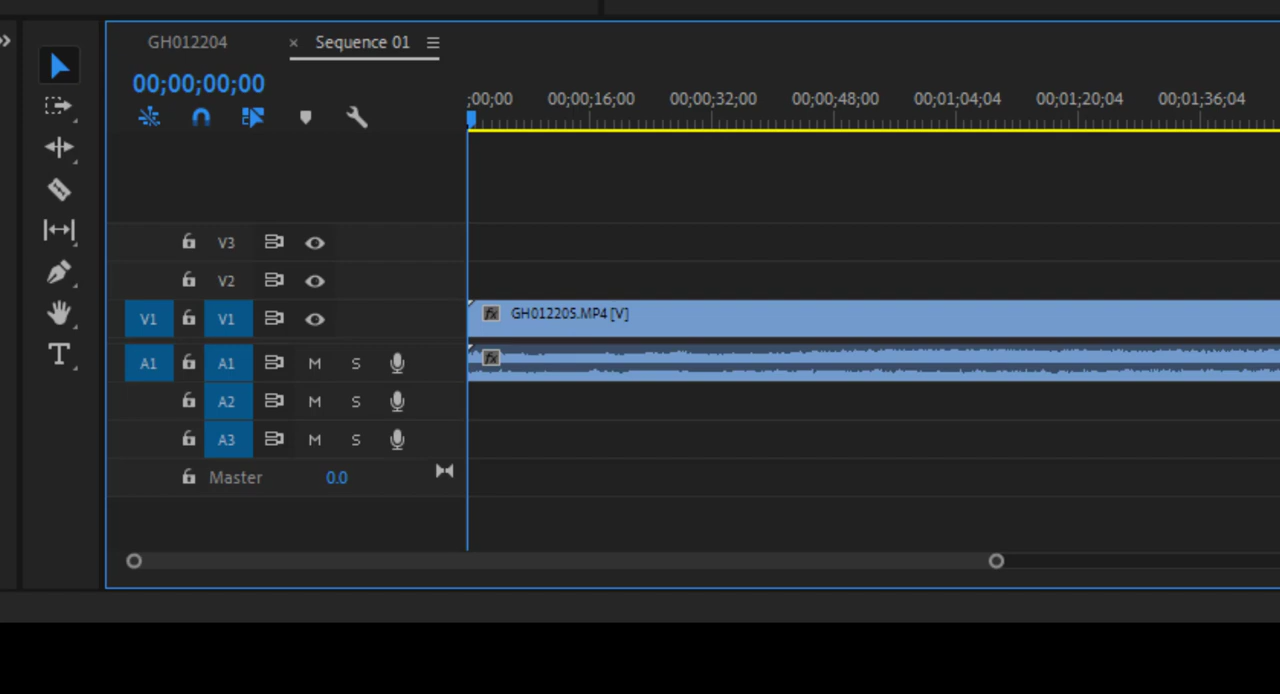 GH012204
× Sequence 01
00;00;00;00
;00;00 00;00;16;00 00;00;32;00 00;00;48;00 00;01;04;04 00;01;20;04 00;01;36;04
V3
V2
V1 V1 fx GH012205.MP4 [V]
A1 A1 M S fx
A2 M S
A3 M S
Master 0.0
T